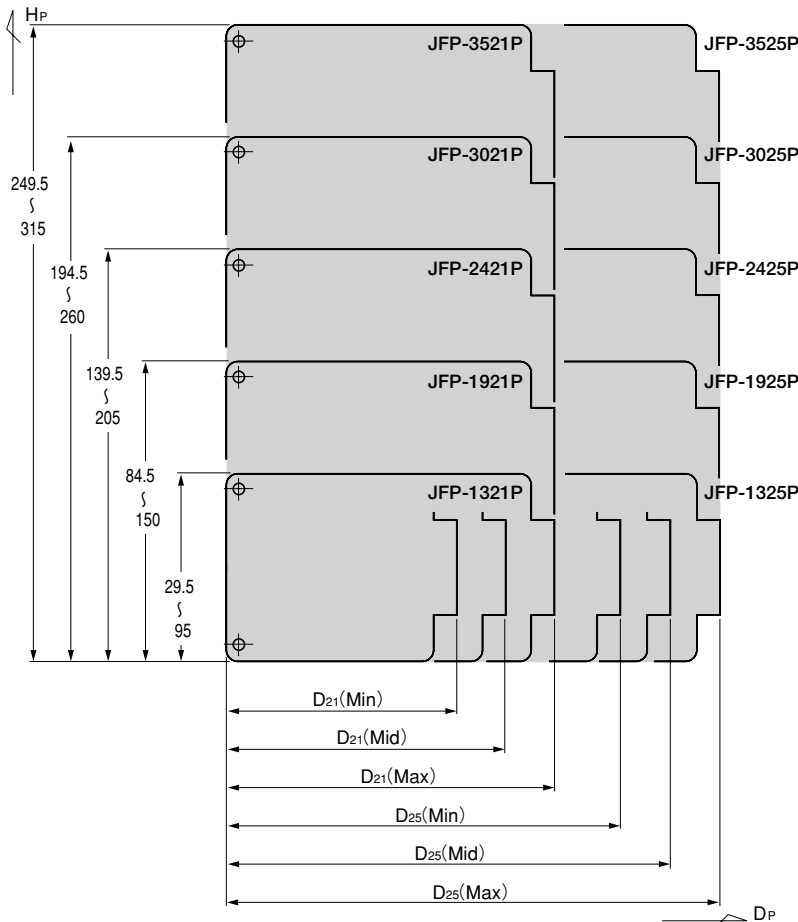 HP
JFP-3521P
JFP-3525P
JFP-3021P
JFP-3025P
249.5
∫
315
JFP-2421P
JFP-2425P
194.5
∫
260
JFP-1921P
JFP-1925P
139.5
∫
205
84.5
∫
150
JFP-1321P
JFP-1325P
29.5
∫
95
D21(Min)
D21(Mid)
D21(Max)
D25(Min)
D25(Mid)
D25(Max)
DP